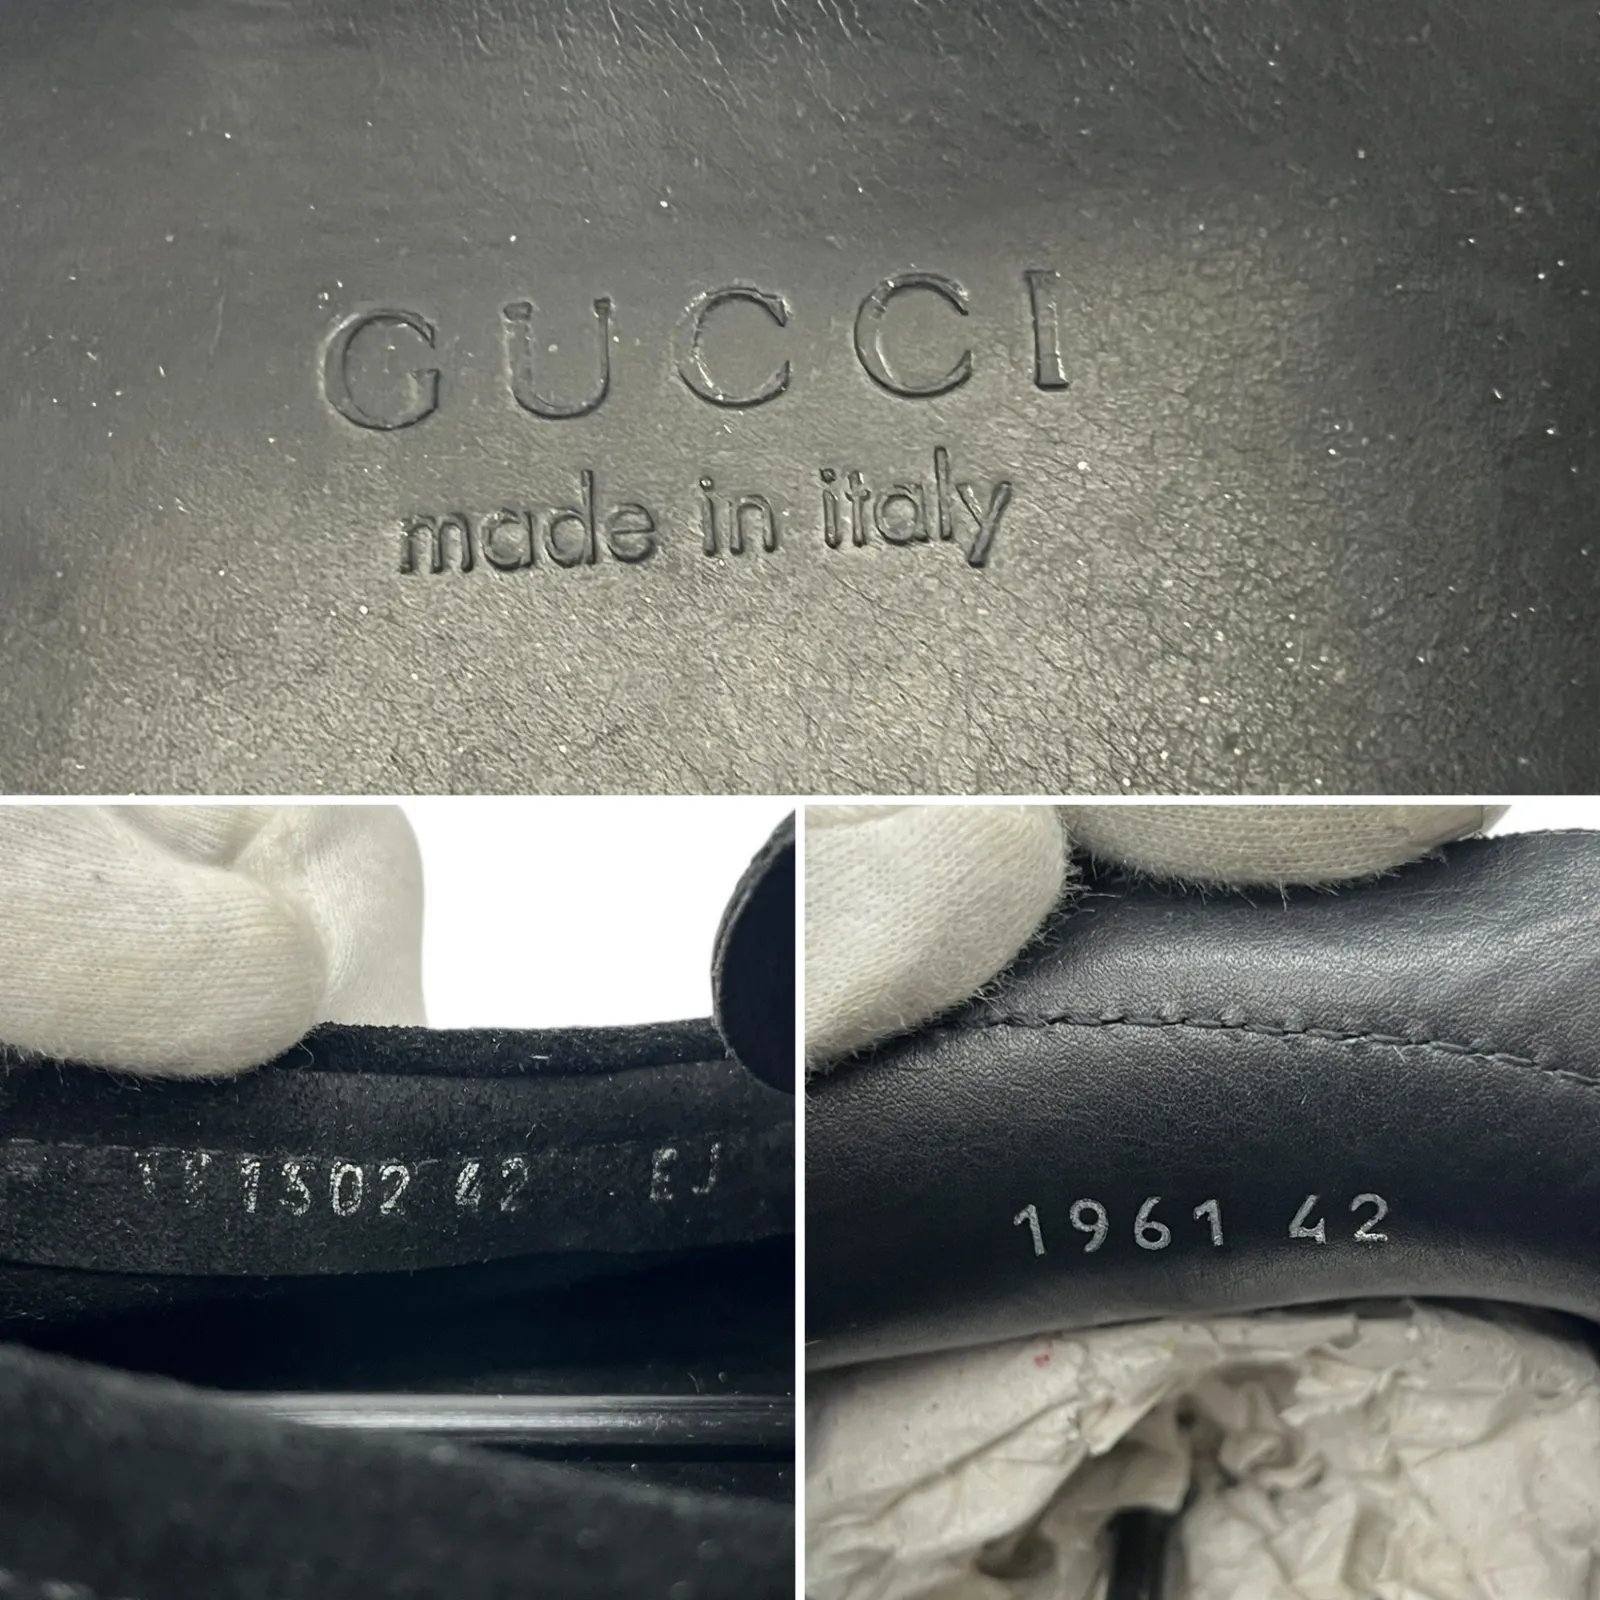 GUCCI
made in italy
1302 42 EJ
1961 42